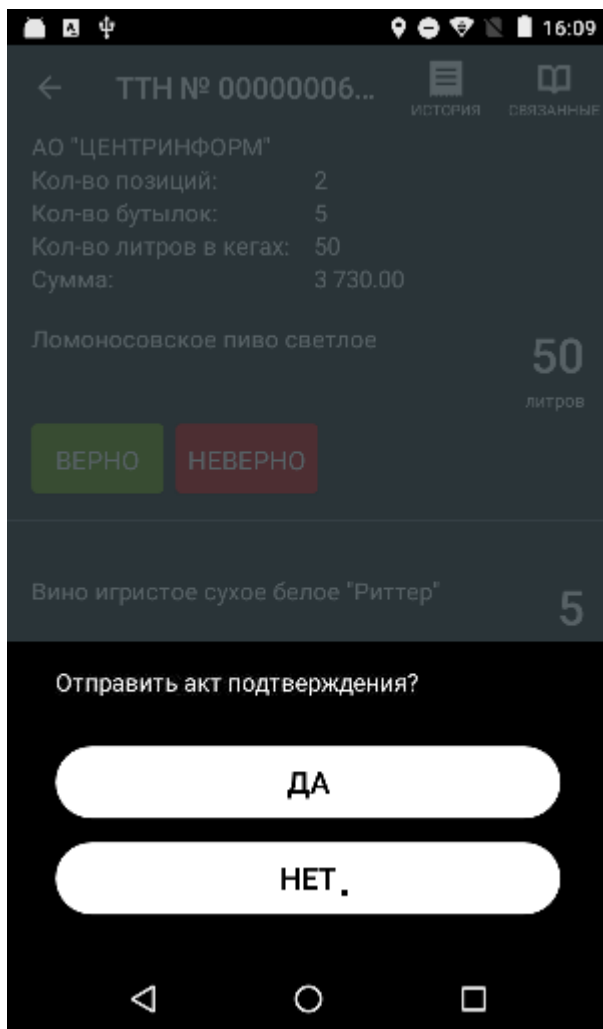 16:09
ТТН № 00000006...
ИСТОРИЯ
СВЯЗАННЫЕ
АО "ЦЕНТРИНФОРМ"
Кол-во позиций: 2
Кол-во бутылок: 5
Кол-во литров в кегах: 50
Сумма: 3 730.00
Ломоносовское пиво светлое
50
литров
ВЕРНО НЕВЕРНО
Вино игристое сухое белое "Риттер"
5
Отправить акт подтверждения?
ДА
НЕТ